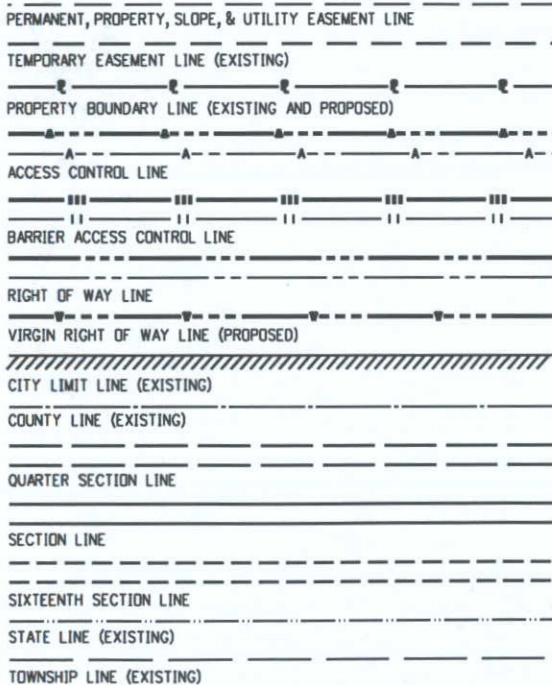 PERMANENT, PROPERTY, SLOPE, & UTILITY EASEMENT LINE
TEMPORARY EASEMENT LINE (EXISTING)
PROPERTY BOUNDARY LINE (EXISTING AND PROPOSED)
A A A A A
A A A A A
ACCESS CONTROL LINE
BARRIER ACCESS CONTROL LINE
RIGHT OF WAY LINE
VIRGIN RIGHT OF WAY LINE (PROPOSED)
CITY LIMIT LINE (EXISTING)
COUNTY LINE (EXISTING)
QUARTER SECTION LINE
SECTION LINE
SIXTEENTH SECTION LINE
STATE LINE (EXISTING)
TOWNSHIP LINE (EXISTING)